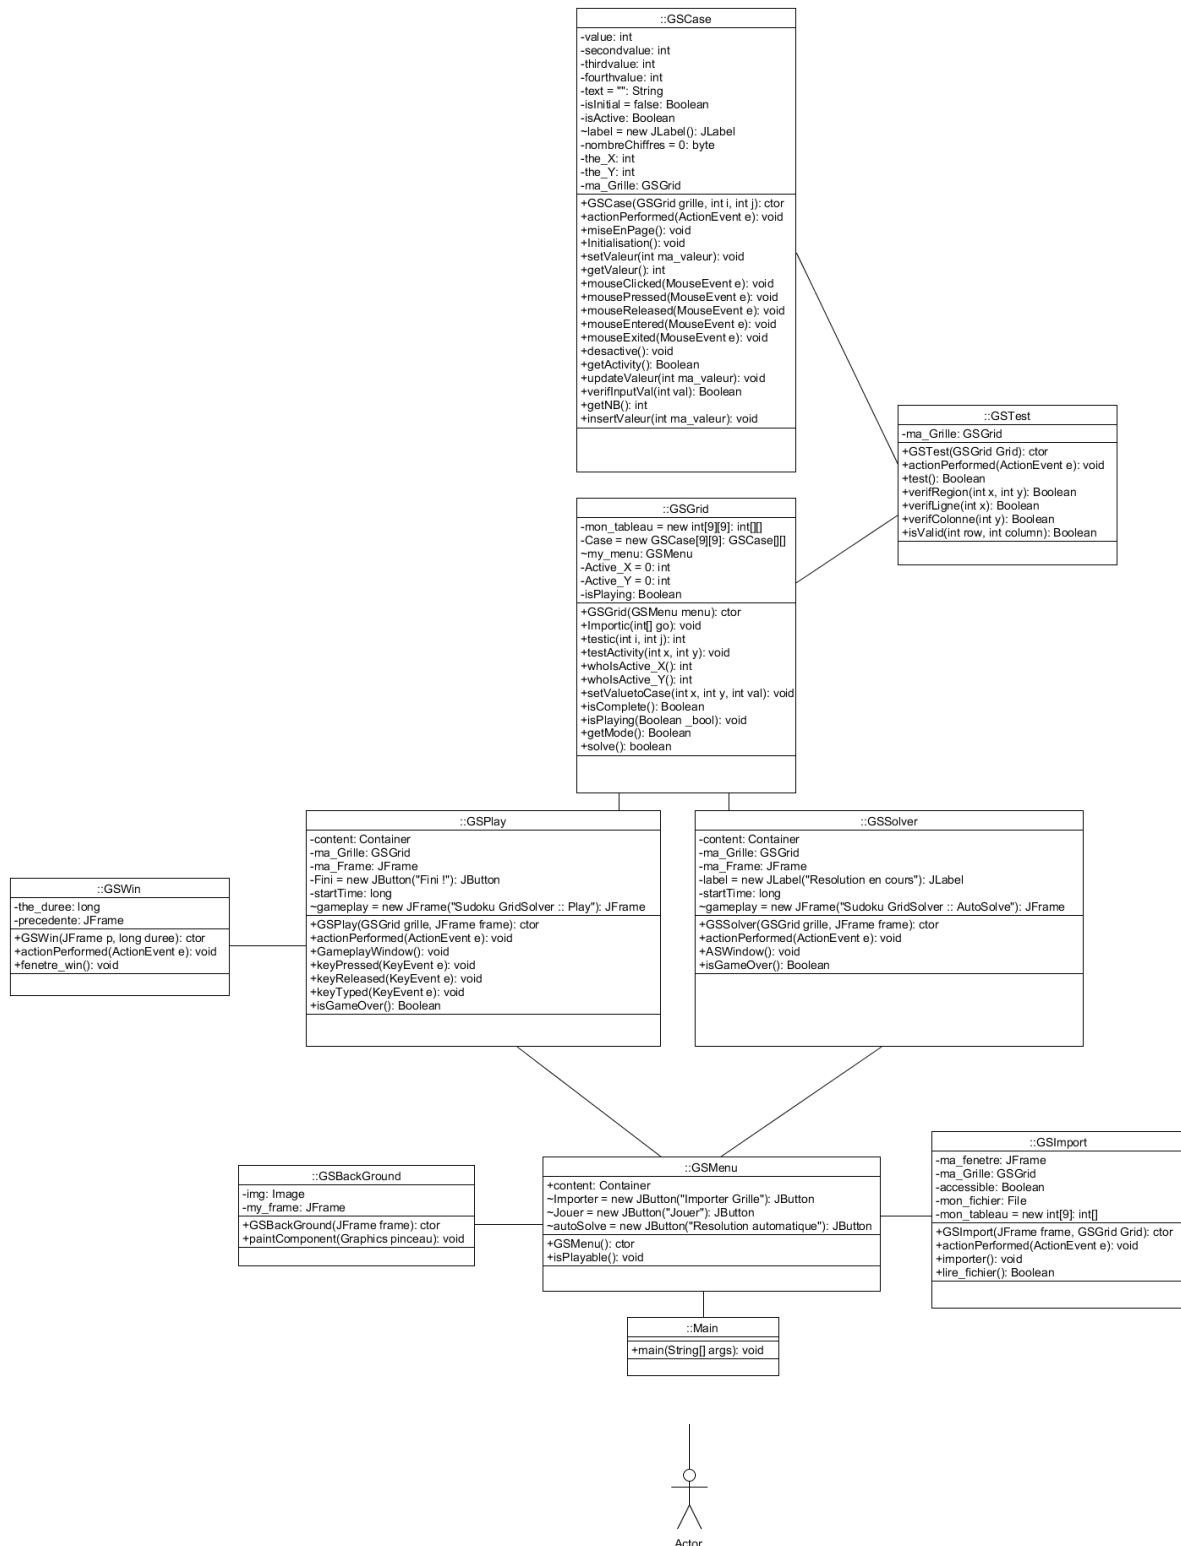 ::GSCase
-value: int
-secondvalue: int
-thirdvalue: int
-fourthvalue: int
-text = "": String
-isInitial = false: Boolean
-isActive: Boolean
~label = new JLabel(): JLabel
-nombreChiffres = 0: byte
-the_X: int
-the_Y: int
-ma_Grille: GSGrid
+GSCase(GSGrid grille, int i, int j): ctor
+actionPerformed(ActionEvent e): void
+miseEnPage(): void
+Initialisation(): void
+setValeur(int ma_valeur): void
+getValeur(): int
+mouseClicked(MouseEvent e): void
+mousePressed(MouseEvent e): void
+mouseReleased(MouseEvent e): void
+mouseEntered(MouseEvent e): void
+mouseExited(MouseEvent e): void
+desactive(): void
+getActivity(): Boolean
+updateValeur(int ma_valeur): void
+verifInputVal(int val): Boolean
+getNB(): int
+insertValeur(int ma_valeur): void
::GSTest
-ma_Grille: GSGrid
+GSTest(GSGrid Grid): ctor
+actionPerformed(ActionEvent e): void
+test(): Boolean
+verifRegion(int x, int y): Boolean
+verifLigne(int x): Boolean
+verifColonne(int y): Boolean
+isValid(int row, int column): Boolean
::GSGrid
-mon_tableau = new int[9][9]: int[][]
-Case = new GSCase[9][9]: GSCase[][]
~my_menu: GSMenu
-Active_X = 0: int
-Active_Y = 0: int
-isPlaying: Boolean
+GSGrid(GSMenu menu): ctor
+Importic(int[] go): void
+testic(int i, int j): int
+testActivity(int x, int y): void
+whoIsActive_X(): int
+whoIsActive_Y(): int
+setValuetoCase(int x, int y, int val): void
+isComplete(): Boolean
+isPlaying(Boolean _bool): void
+getMode(): Boolean
+solve(): boolean
::GSPlay
-content: Container
-ma_Grille: GSGrid
-ma_Frame: JFrame
-Fini = new JButton("Fini !"): JButton
-startTime: long
~gameplay = new JFrame("Sudoku GridSolver :: Play"): JFrame
+GSPlay(GSGrid grille, JFrame frame): ctor
+actionPerformed(ActionEvent e): void
+GameplayWindow(): void
+keyPressed(KeyEvent e): void
+keyReleased(KeyEvent e): void
+keyTyped(KeyEvent e): void
+isGameOver(): Boolean
::GSSolver
-content: Container
-ma_Grille: GSGrid
-ma_Frame: JFrame
-label = new JLabel("Resolution en cours"): JLabel
-startTime: long
~gameplay = new JFrame("Sudoku GridSolver :: AutoSolve"): JFrame
+GSSolver(GSGrid grille, JFrame frame): ctor
+actionPerformed(ActionEvent e): void
+ASWindow(): void
+isGameOver(): Boolean
::GSWin
-the_duree: long
-precedente: JFrame
+GSWin(JFrame p, long duree): ctor
+actionPerformed(ActionEvent e): void
+fenetre_win(): void
::GSBackGround
-img: Image
-my_frame: JFrame
+GSBackGround(JFrame frame): ctor
+paintComponent(Graphics pinceau): void
::GSMenu
+content: Container
~Importer = new JButton("Importer Grille"): JButton
~Jouer = new JButton("Jouer"): JButton
~autoSolve = new JButton("Resolution automatique"): JButton
+GSMenu(): ctor
+isPlayable(): void
::GSImport
-ma_fenetre: JFrame
-ma_Grille: GSGrid
-accessible: Boolean
-mon_fichier: File
-mon_tableau = new int[9]: int[]
+GSImport(JFrame frame, GSGrid Grid): ctor
+actionPerformed(ActionEvent e): void
+importer(): void
+lire_fichier(): Boolean
::Main
+main(String[] args): void
Actor